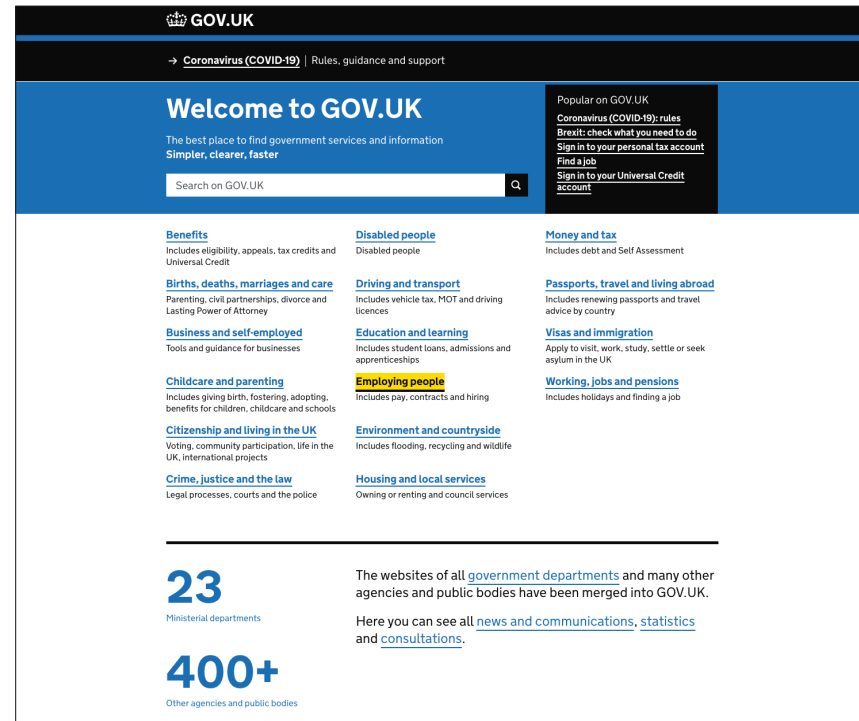 GOV.UK
→ Coronavirus (COVID-19) | Rules, guidance and support
Welcome to GOV.UK
The best place to find government services and information
Simpler, clearer, faster
Search on GOV.UK
Popular on GOV.UK
Coronavirus (COVID-19): rules
Brexit: check what you need to do
Sign in to your personal tax account
Find a job
Sign in to your Universal Credit
account
Benefits
Includes eligibility, appeals, tax credits and
Universal Credit
Births, deaths, marriages and care
Parenting, civil partnerships, divorce and
Lasting Power of Attorney
Business and self-employed
Tools and guidance for businesses
Childcare and parenting
Includes giving birth, fostering, adopting,
benefits for children, childcare and schools
Citizenship and living in the UK
Voting, community participation, life in the
UK, international projects
Crime, justice and the law
Legal processes, courts and the police
Disabled people
Disabled people
Driving and transport
Includes vehicle tax, MOT and driving
licences
Education and learning
Includes student loans, admissions and
apprenticeships
Employing people
Includes pay, contracts and hiring
Environment and countryside
Includes flooding, recycling and wildlife
Housing and local services
Owning or renting and council services
Money and tax
Includes debt and Self Assessment
Passports, travel and living abroad
Includes renewing passports and travel
advice by country
Visas and immigration
Apply to visit, work, study, settle or seek
asylum in the UK
Working, jobs and pensions
Includes holidays and finding a job
23
Ministerial departments
400+
Other agencies and public bodies
The websites of all government departments and many other
agencies and public bodies have been merged into GOV.UK.
Here you can see all news and communications, statistics
and consultations.